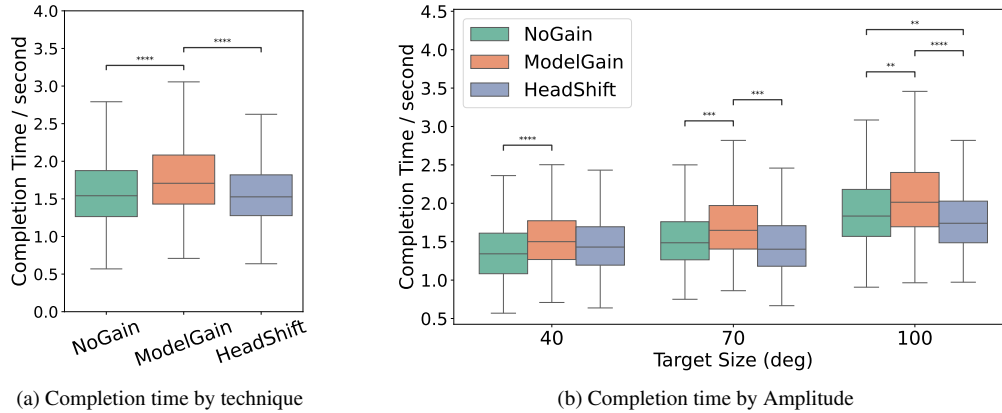 4.0
3.5
3.0
2.5
2.0
1.5
1.0
0.5
0.0
Completion Time / second
****
****
NoGain
ModelGain
HeadShift
(a) Completion time by technique
4.5
4.0
3.5
3.0
2.5
2.0
1.5
1.0
0.5
Completion Time / second
NoGain
ModelGain
HeadShift
****
***
***
**
****
**
40
70
100
Target Size (deg)
(b) Completion time by Amplitude